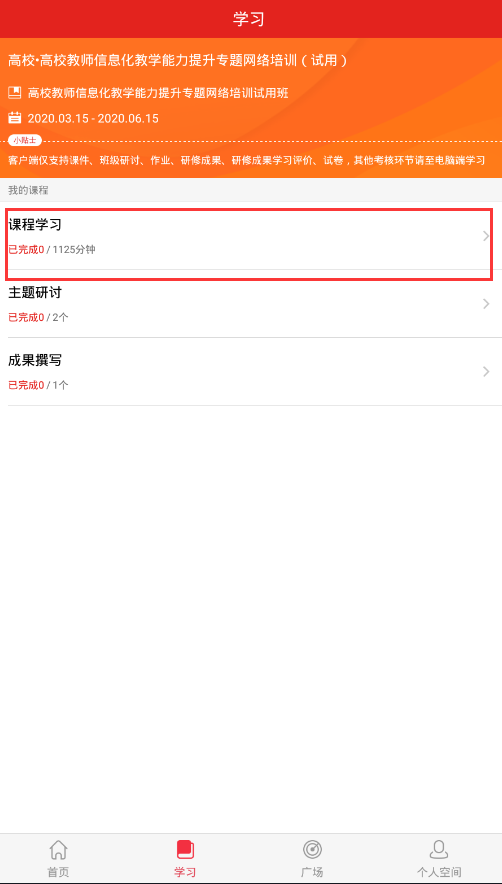 学习
高校•高校教师信息化教学能力提升专题网络培训（试用）
高校教师信息化教学能力提升专题网络培训试用班
2020.03.15 - 2020.06.15
小贴士
客户端仅支持课件、班级研讨、作业、研修成果、研修成果学习评价、试卷，其他考核环节请至电脑端学习
我的课程
课程学习
已完成0 / 1125分钟
主题研讨
已完成0 / 2个
成果撰写
已完成0 / 1个
首页 学习 广场 个人空间